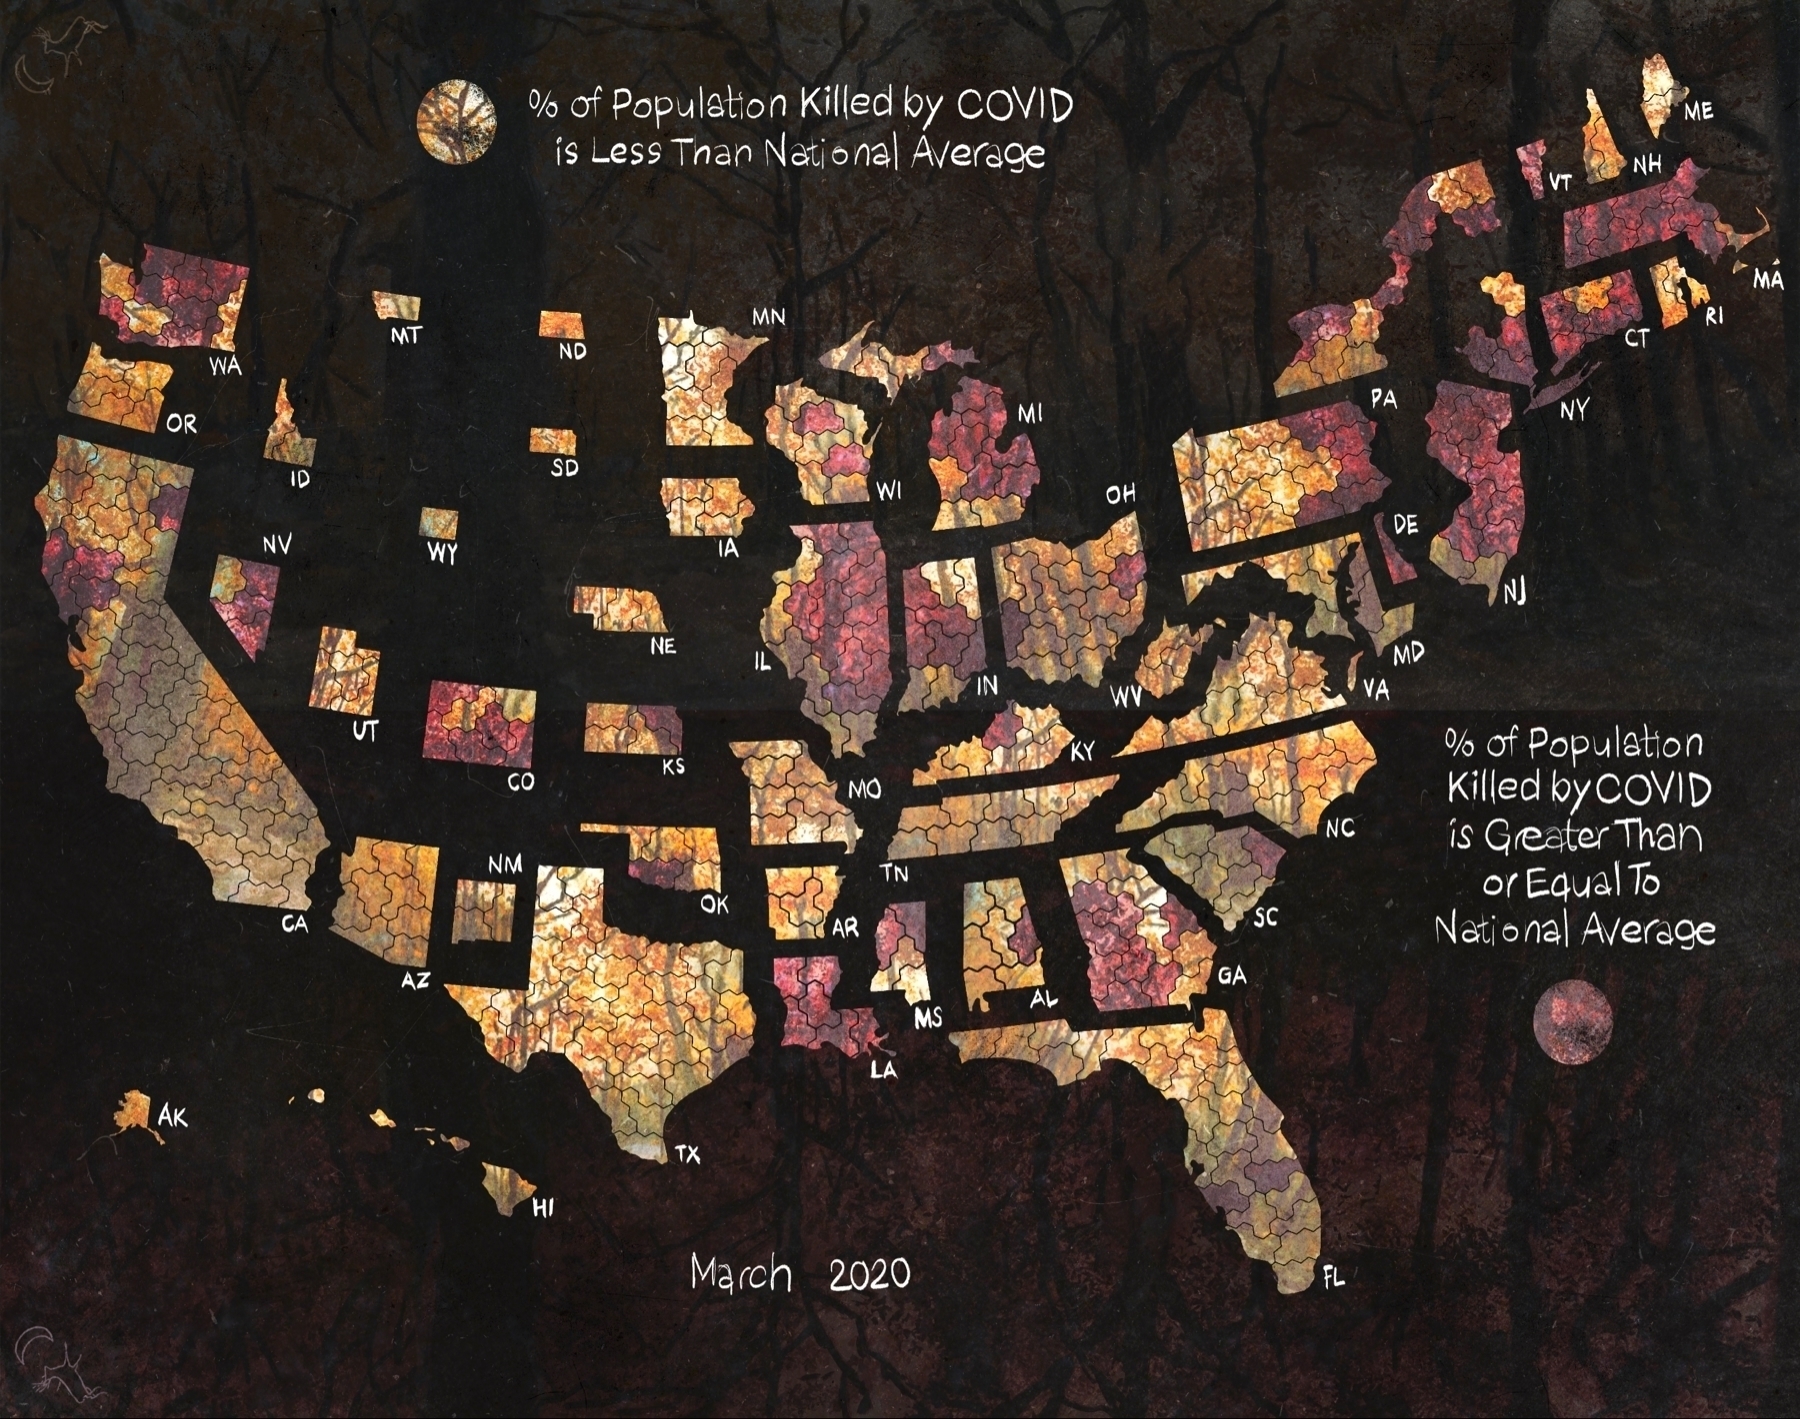 % of Population Killed by COVID
is Less Than National Average
ME
NH
VT
MA
RI
CT
NY
PA
WA
MT
ND
MN
OR
ID
SD
WI
MI
OH
DE
NJ
NV
WY
IA
NE
IL
IN
WV
MD
VA
UT
CO
KS
MO
KY
NC
% of Population
Killed by COVID
is Greater Than
or Equal To
National Average
CA
AZ
NM
OK
AR
TN
SC
MS
AL
GA
LA
AK
TX
HI
FL
March 2020